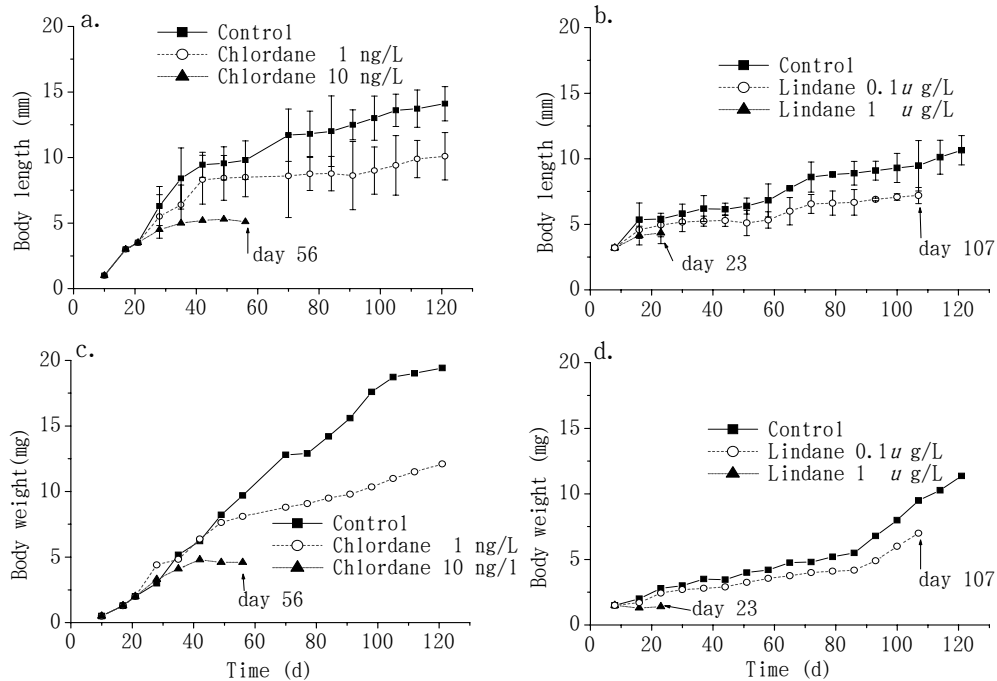 a.
Control
Chlordane 1 ng/L
Chlordane 10 ng/L
Body length (mm)
20
15
10
5
0
day 56
0 20 40 60 80 100 120
b.
Control
Lindane 0.1u g/L
Lindane 1 u g/L
Body length (mm)
20
15
10
5
0
day 23
day 107
0 20 40 60 80 100 120
c.
Body weight(mg)
20
15
10
5
0
Control
Chlordane 1 ng/L
Chlordane 10 ng/l
day 56
0 20 40 60 80 100 120
Time (d)
d.
Control
Lindane 0.1u g/L
Lindane 1 u g/L
Body weight (mg)
20
15
10
5
0
day 23
day 107
0 20 40 60 80 100 120
Time (d)